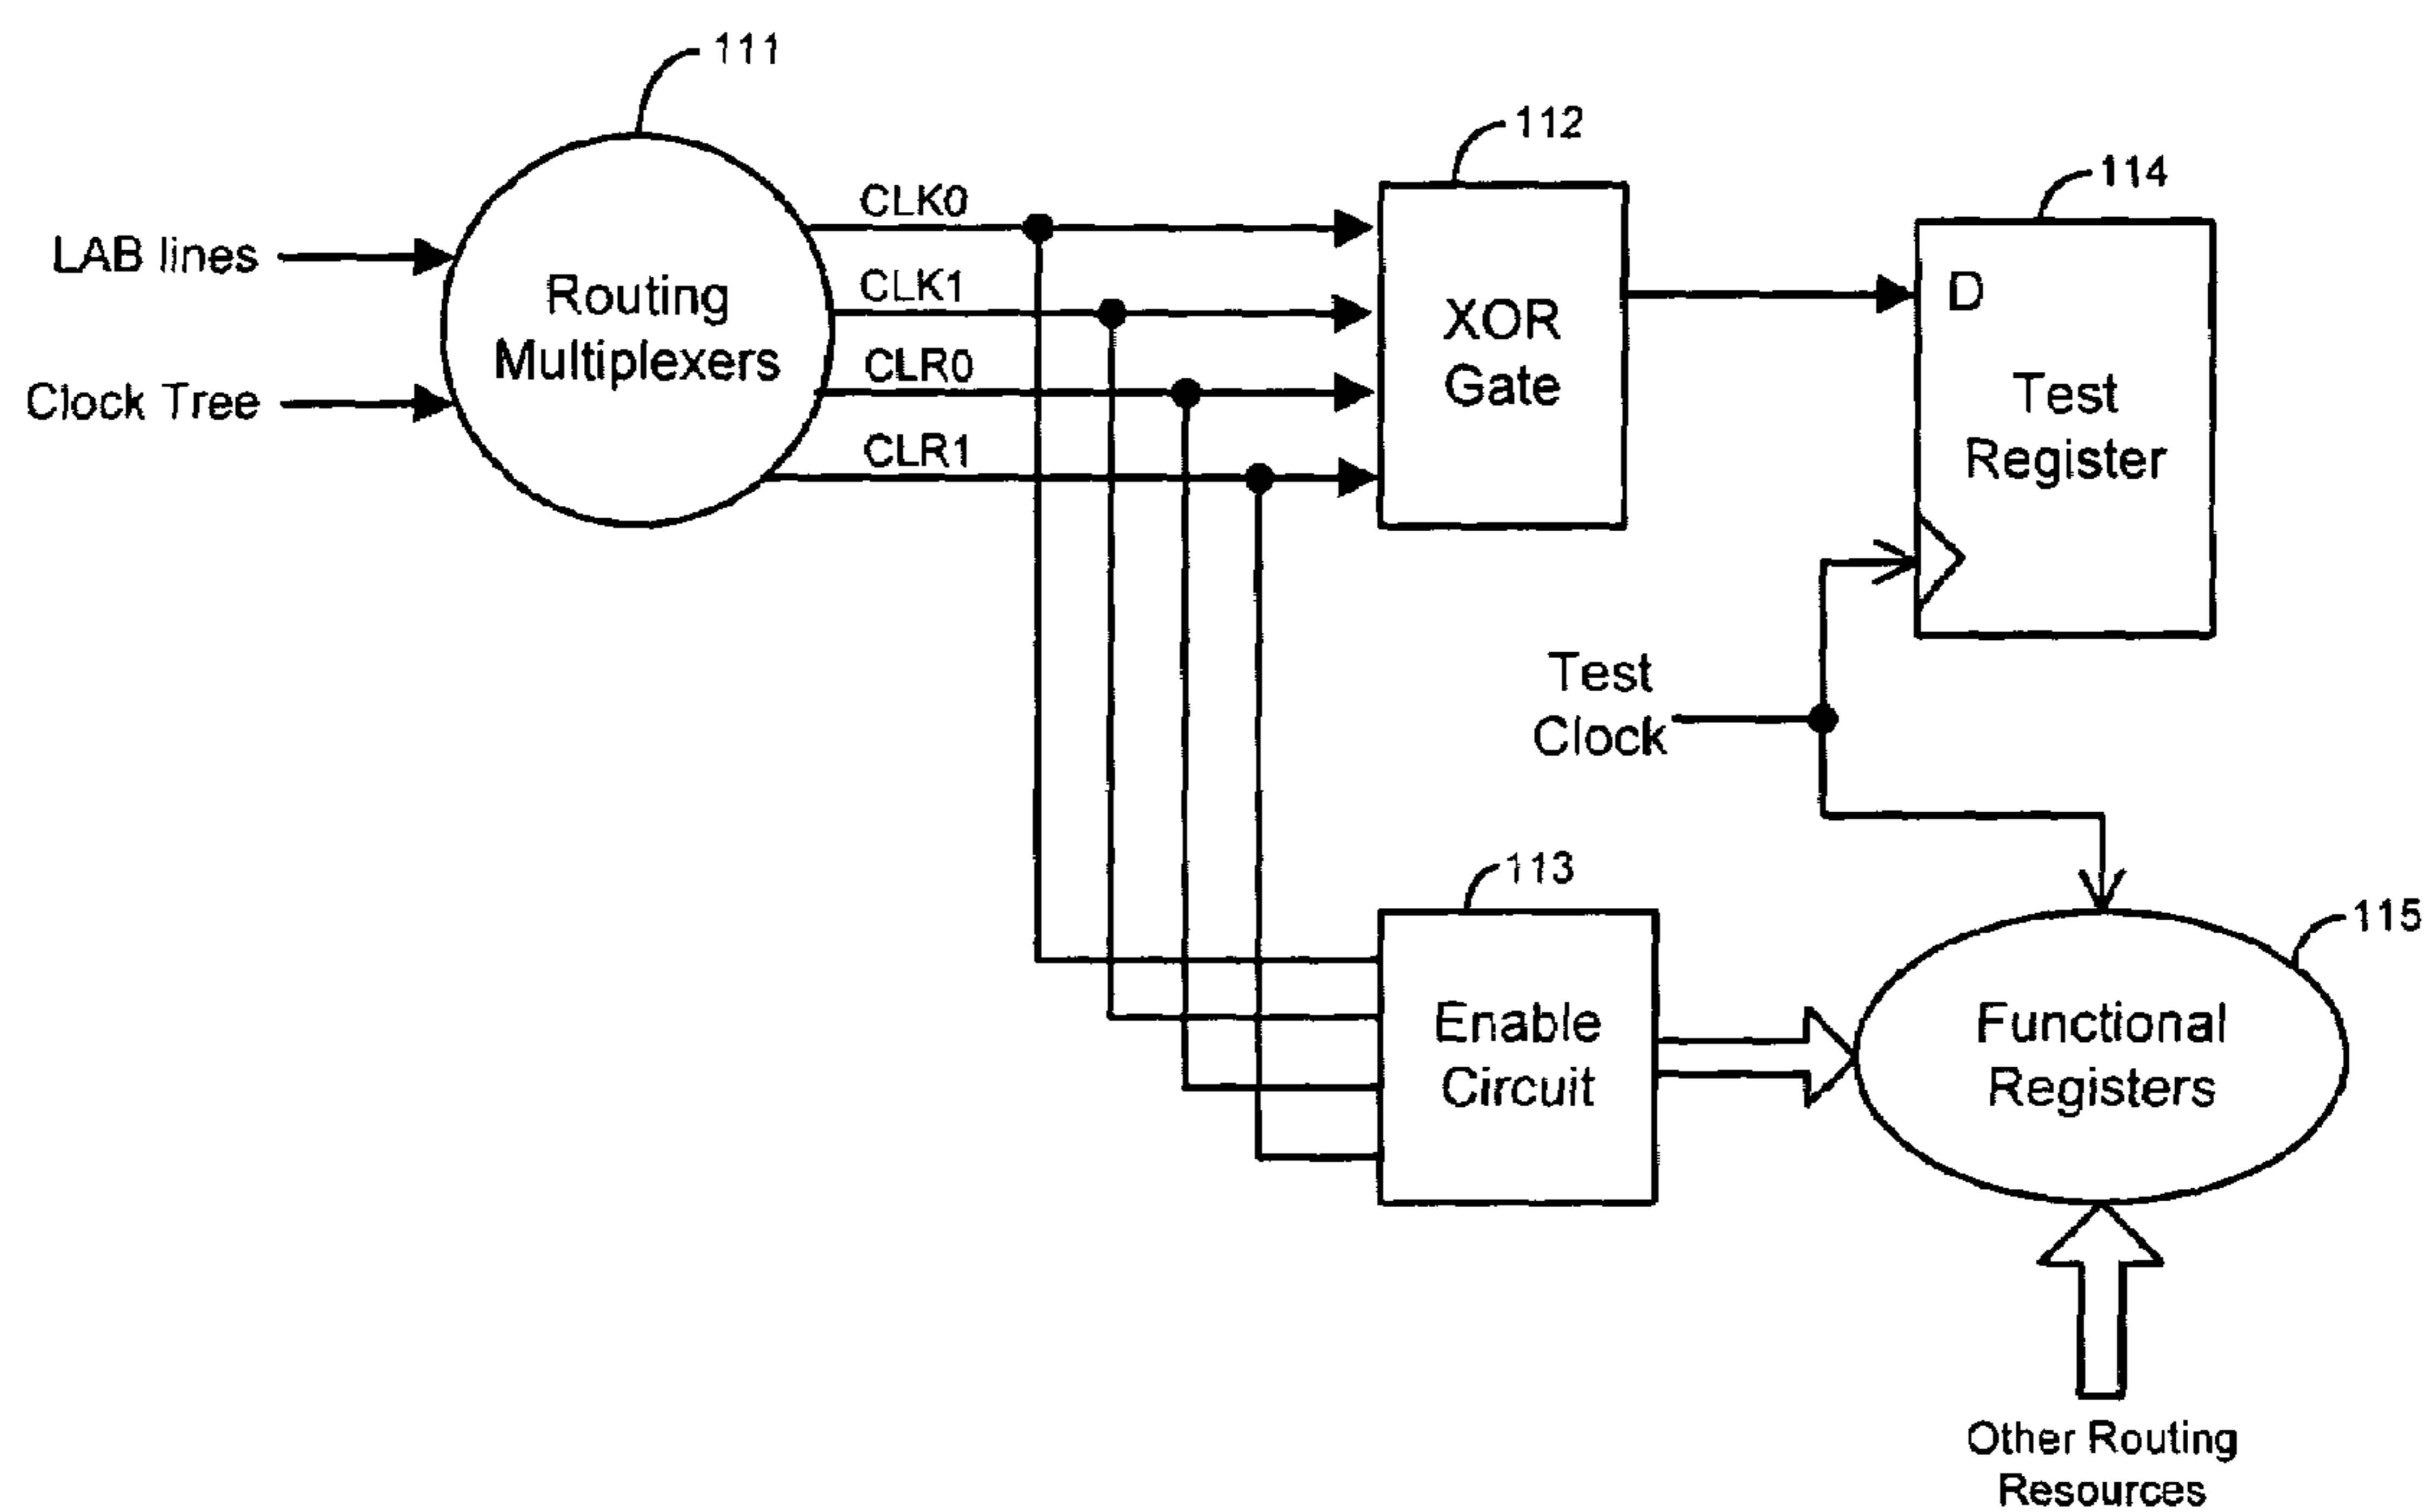 111
112
114
LAB lines
Clock Tree
Routing
Multiplexers
CLK0
CLK1
CLR0
CLR1
XOR
Gate
D
Test
Register
Test
Clock
113
115
Enable
Circuit
Functional
Registers
Other Routing
Resources